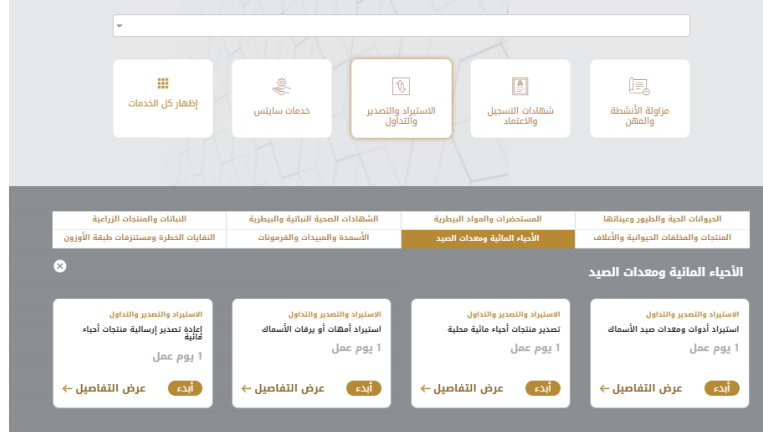 مزاولة الأنشطة
والمهن
شهادات التسجيل
والاعتماد
الاستيراد والتصدير
والتداول
خدمات سايتس
إظهار كل الخدمات
الحيوانات الحية والطيور وعيناتها
المستحضرات والمواد البيطرية
الشهادات الصحية النباتية والبيطرية
النباتات والمنتجات الزراعية
المنتجات والمخلفات الحيوانية والأعلاف
الأحياء المائية ومعدات الصيد
الأسمدة والمبيدات والفرمونات
النفايات الخطرة ومستنزفات طبقة الأوزون
الأحياء المائية ومعدات الصيد
الاستيراد والتصدير والتداول
استيراد أدوات ومعدات صيد الأسماك
1 يوم عمل
أبدء
عرض التفاصيل
الاستيراد والتصدير والتداول
تصدير منتجات أحياء مائية محلية
1 يوم عمل
أبدء
عرض التفاصيل
الاستيراد والتصدير والتداول
استيراد أمهات أو يرقات الأسماك
1 يوم عمل
أبدء
عرض التفاصيل
الاستيراد والتصدير والتداول
إعادة تصدير إرسالية منتجات أحياء
مائية
1 يوم عمل
أبدء
عرض التفاصيل